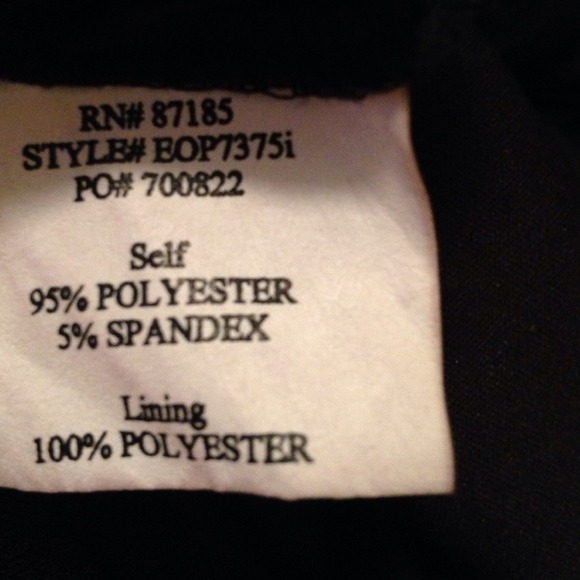 RN# 87185
STYLE# EOP7375i
PO# 700822
Self
95% POLYESTER
5% SPANDEX
Lining
100% POLYESTER